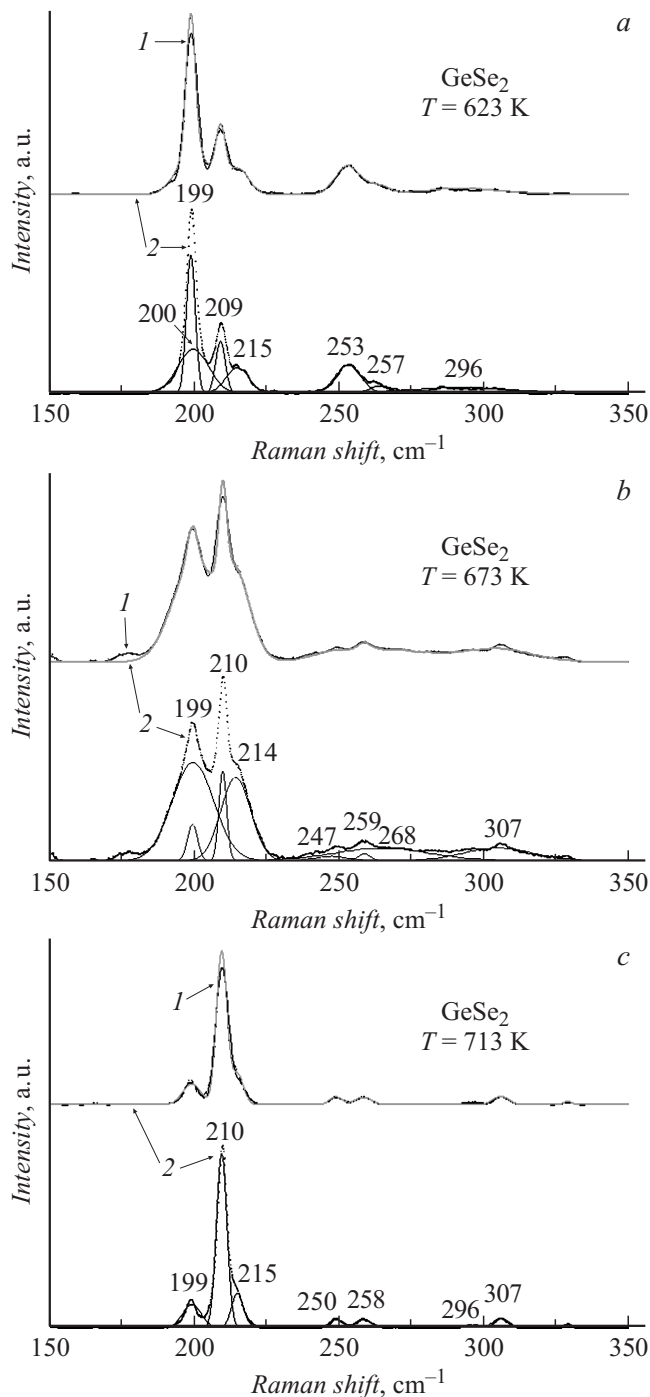 a
1
GeSe2
T = 623 K
Intensity, a.u.
199
2
200
209
215
253
257
296
150 200 250 300 350
Raman shift, cm–1
b
GeSe2
T = 673 K
1
Intensity, a.u.
210
2
199
214
247
259
268
307
150 200 250 300 350
Raman shift, cm–1
c
1
GeSe2
T = 713 K
Intensity, a.u.
210
2
199
215
250
258
296
307
150 200 250 300 350
Raman shift, cm–1